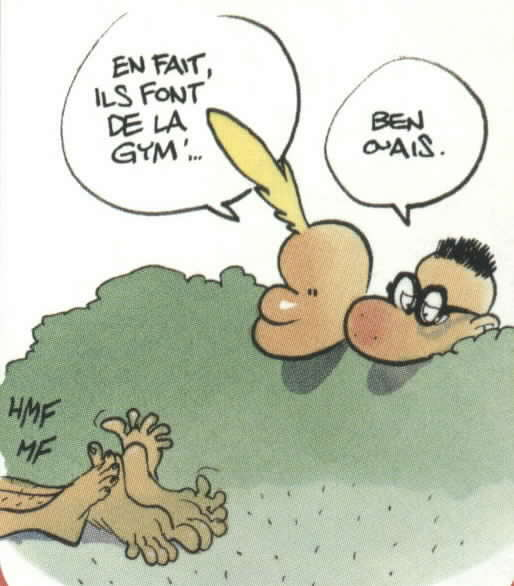 EN FAIT,
ILS FONT
DE LA
GYM'...
BEN
OUAIS.
HMF
MF